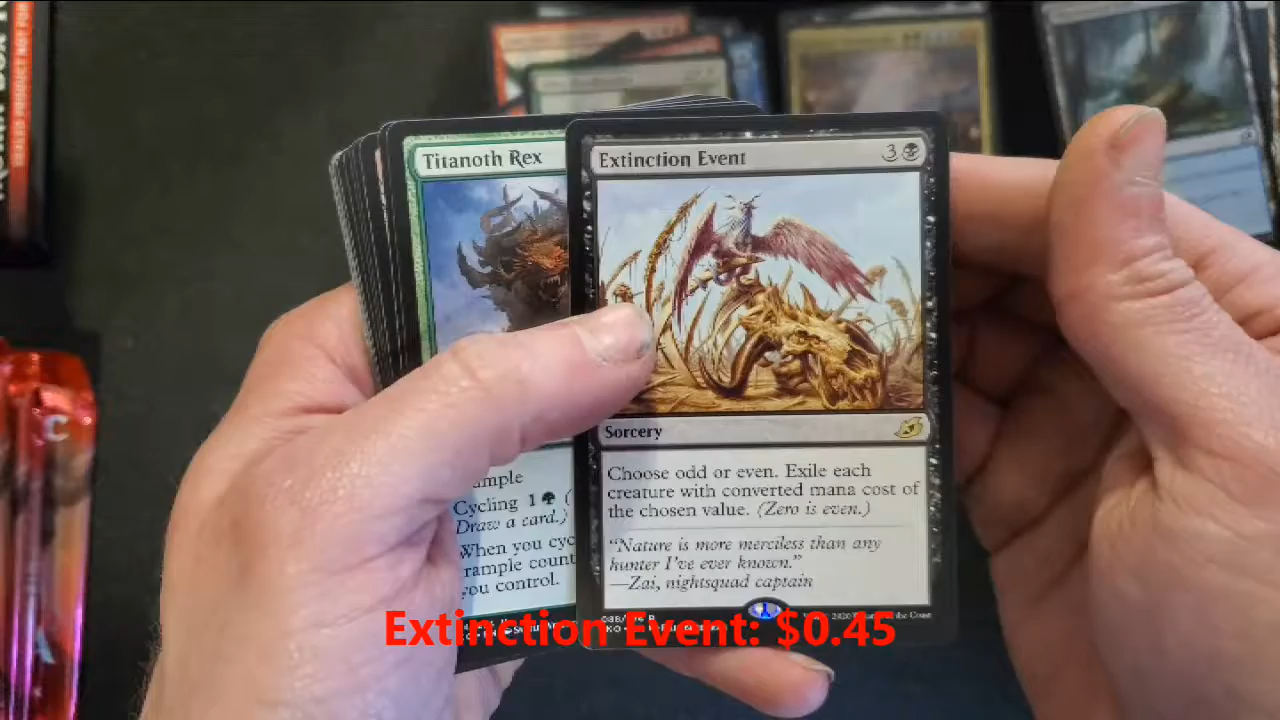 Titanoth Rex
Extinction Event
3
Sorcery
Choose odd or even. Exile each
creature with converted mana cost of
the chosen value. (Zero is even.)
"Nature is more merciless than any
hunter I've ever known."
—Zai, nightsquad captain
ample
Cycling 1
Draw a card.)
When you cyc
rample count
you control.
Extinction Event: $0.45
C